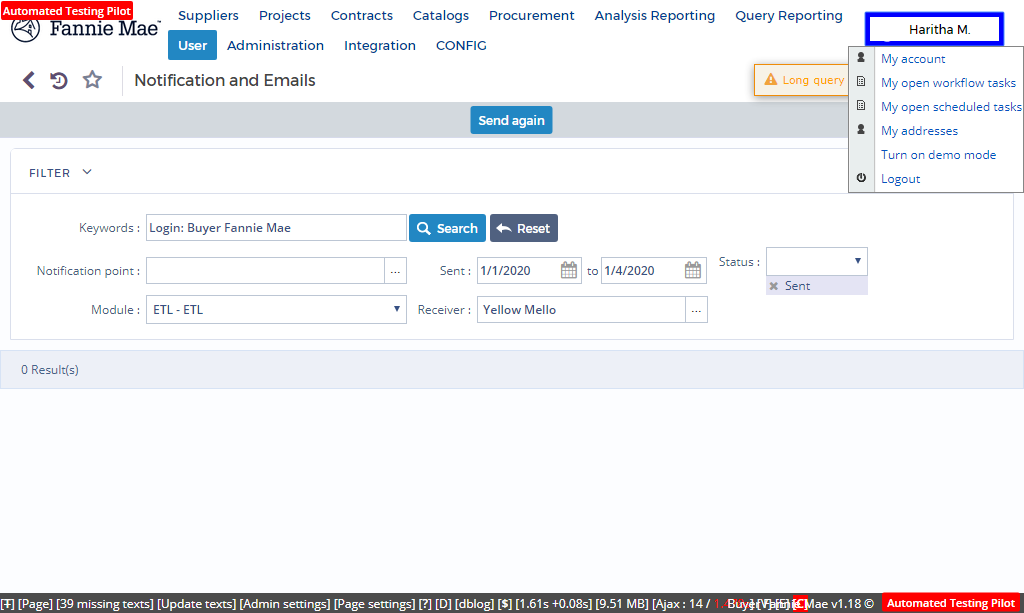 Automated Testing Pilot
Fannie Mae™
Suppliers Projects Contracts Catalogs Procurement Analysis Reporting Query Reporting
User Administration Integration CONFIG
Haritha M.
My account
My open workflow tasks
My open scheduled tasks
My addresses
Turn on demo mode
Logout
Notification and Emails
Long query
Send again
FILTER
Keywords : Login: Buyer Fannie Mae Search Reset
Notification point : ... Sent : 1/1/2020 to 1/4/2020 Status :
Sent
Module : ETL - ETL Receiver : Yellow Mello ...
0 Result(s)
[T] [Page] [39 missing texts] [Update texts] [Admin settings] [Page settings] [?] [D] [dblog] [$] [1.61s +0.08s] [9.51 MB] [Ajax : 14 / Buyer Fannie Mae v1.18 © Automated Testing Pilot